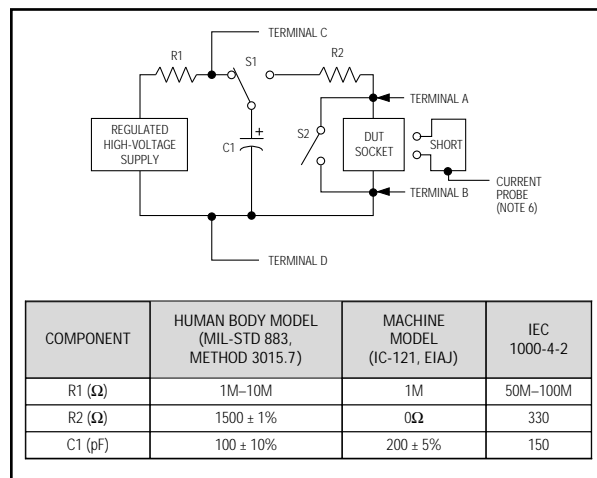 TERMINAL C
R1
S1
R2
TERMINAL A
REGULATED
HIGH-VOLTAGE
SUPPLY
C1
+
S2
DUT
SOCKET
SHORT
TERMINAL B
CURRENT
PROBE
(NOTE 6)
TERMINAL D
COMPONENT
HUMAN BODY MODEL
(MIL-STD 883,
METHOD 3015.7)
MACHINE
MODEL
(IC-121, EIAJ)
IEC
1000-4-2
R1 (Ω) 1M–10M 1M 50M–100M
R2 (Ω) 1500 ± 1% 0Ω 330
C1 (pF) 100 ± 10% 200 ± 5% 150